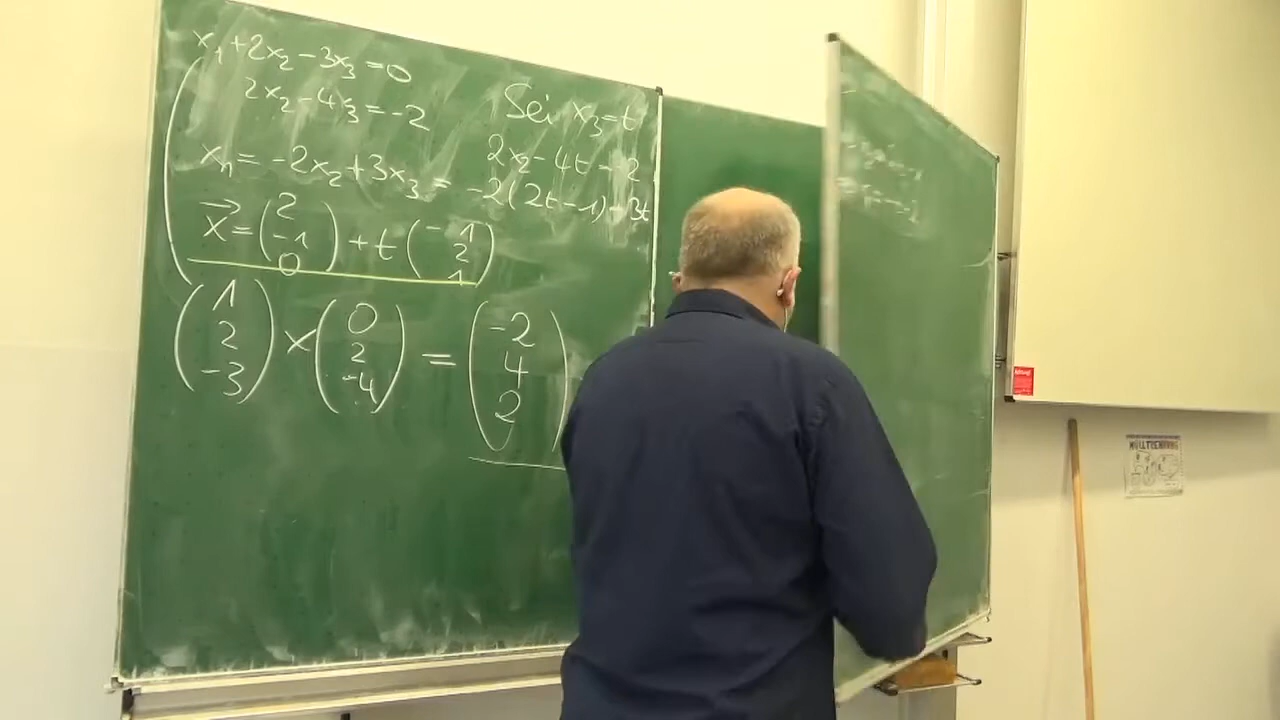 x₁+2x₂-3x₃=0
2x₂-4x₃=-2
Sei x₃=t
2x₂-4t=-2
x₁=-2x₂+3x₃=-2(2t-1)+3t
x⃗=(2 -1 0)+t(-1 2 1)
(1 2 -3)×(0 2 -4)=(-2 4 2)